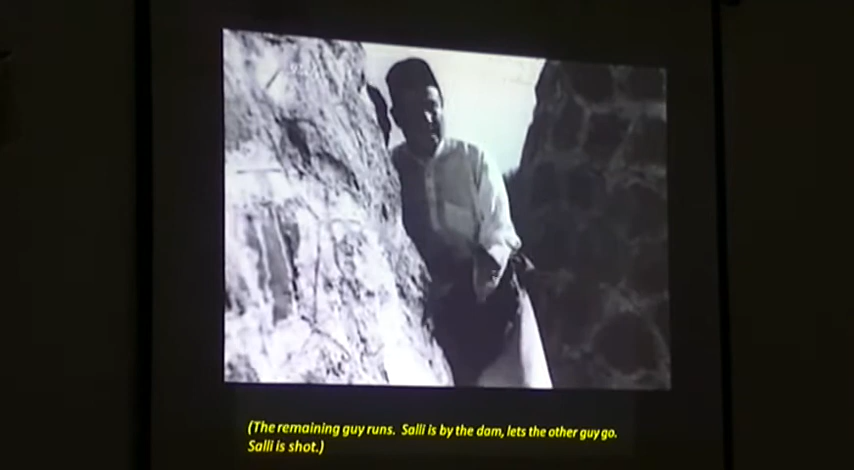 (The remaining guy runs. Salli is by the dam, lets the other guy go.
Salli is shot.)